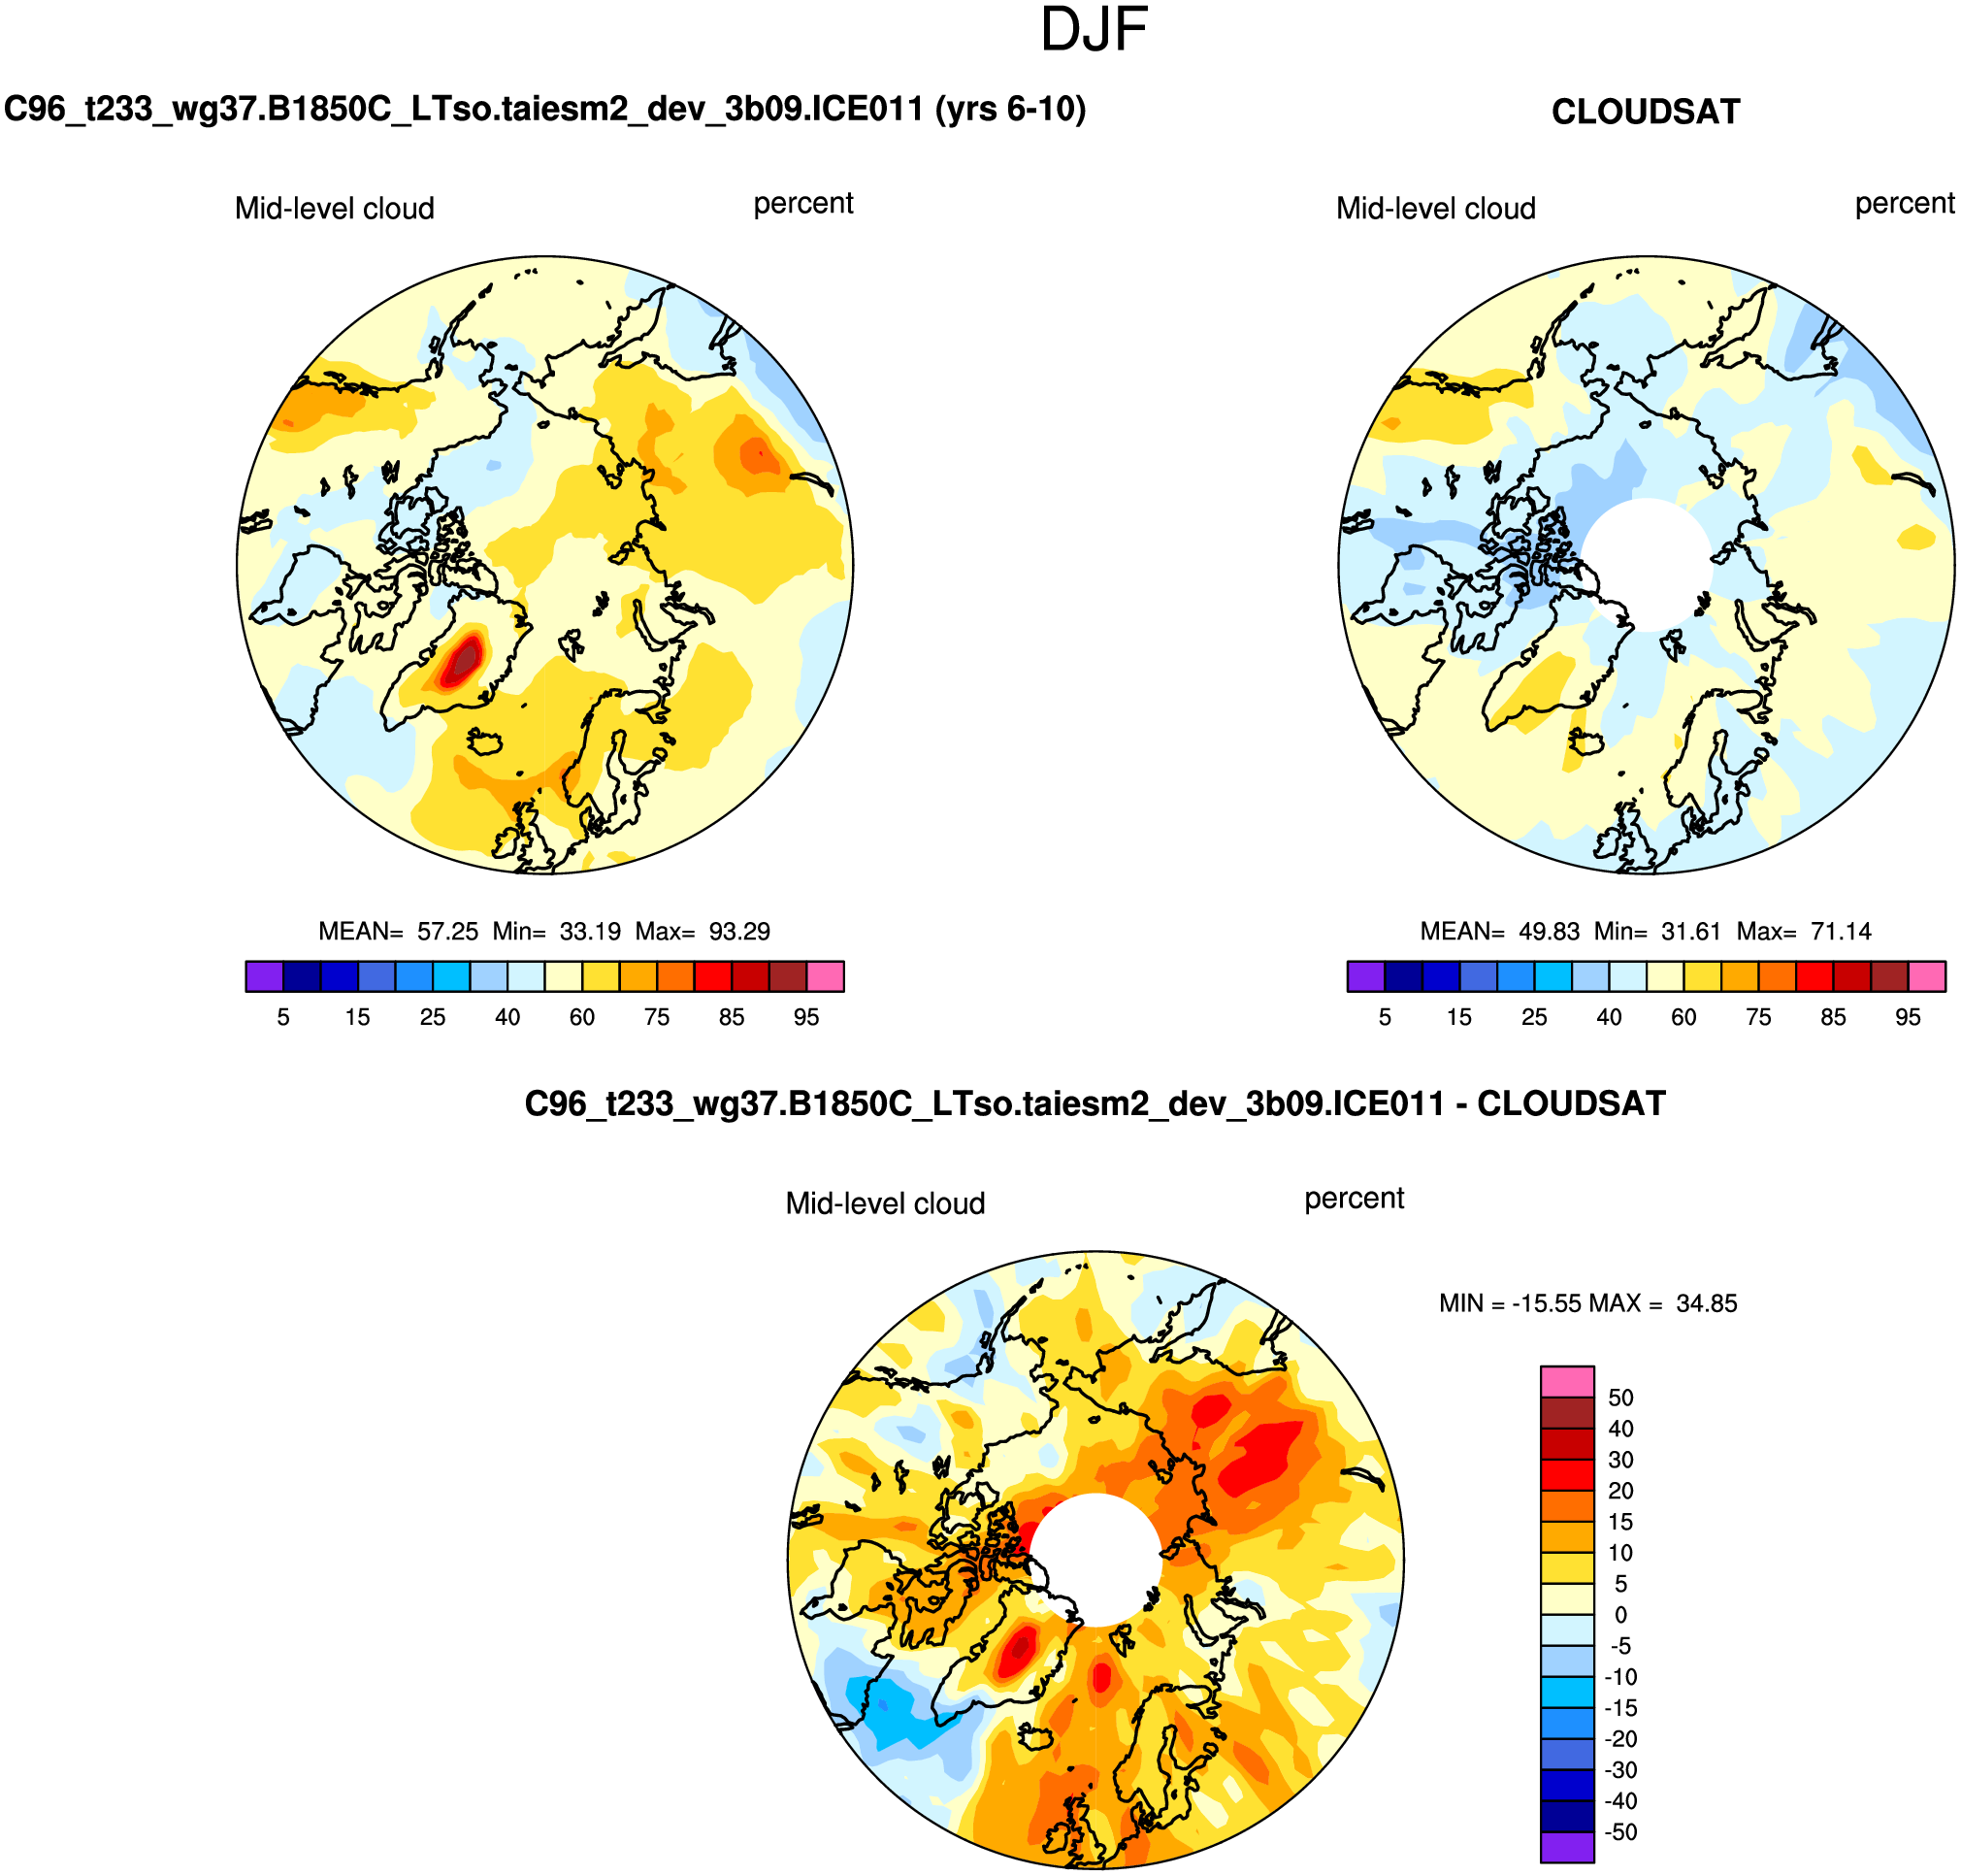 DJF
C96_t233_wg37.B1850C_LTso.taiesm2_dev_3b09.ICE011 (yrs 6-10)
CLOUDSAT
Mid-level cloud percent
Mid-level cloud percent
MEAN= 57.25 Min= 33.19 Max= 93.29
MEAN= 49.83 Min= 31.61 Max= 71.14
5 15 25 40 60 75 85 95
5 15 25 40 60 75 85 95
C96_t233_wg37.B1850C_LTso.taiesm2_dev_3b09.ICE011 - CLOUDSAT
Mid-level cloud percent
MIN = -15.55 MAX = 34.85
50
40
30
20
15
10
5
0
-5
-10
-15
-20
-30
-40
-50